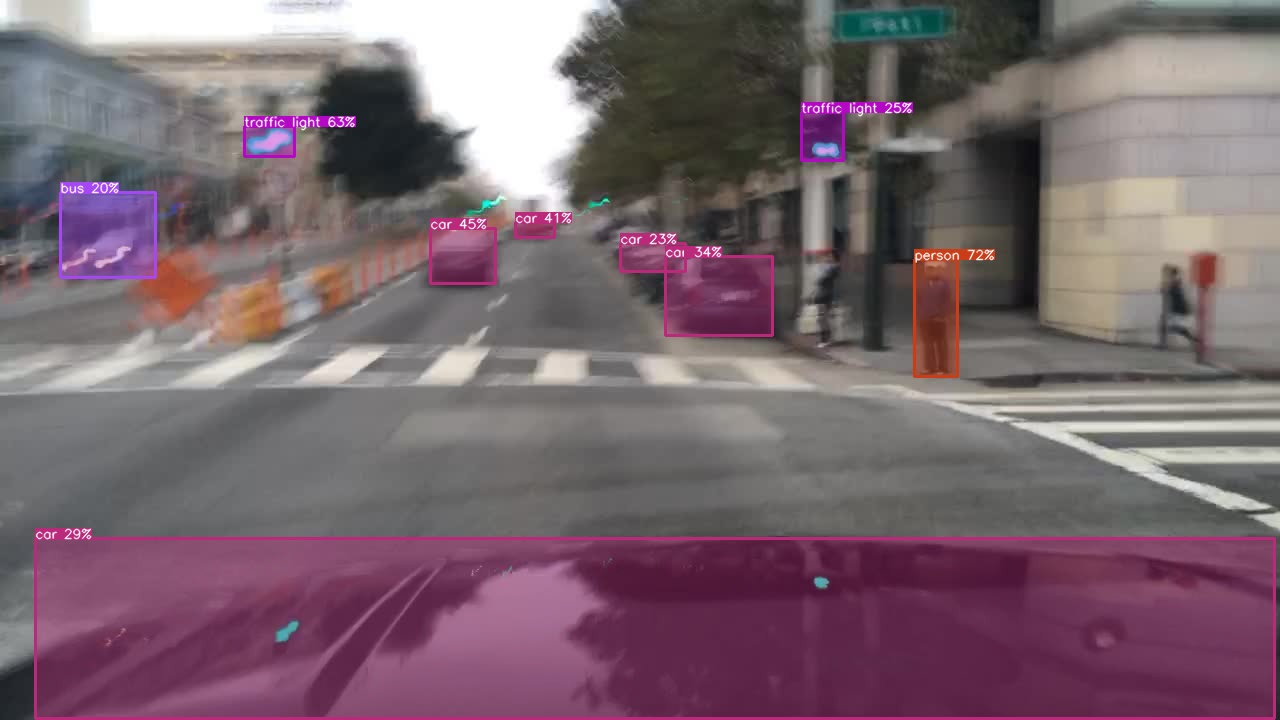 traffic light 25%
traffic light 63%
bus 20%
car 41%
car 45%
car 23%
car 34%
person 72%
car 29%